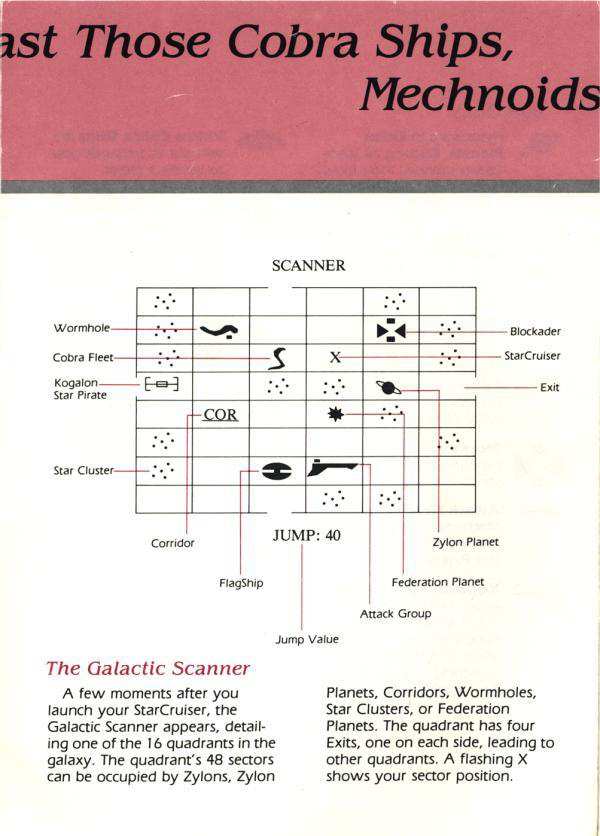 ast Those Cobra Ships,
Mechnoids
SCANNER
Wormhole
Blockader
Cobra Fleet
X
StarCruiser
Kogalon
Star Pirate
Exit
COR
Star Cluster
Corridor
JUMP: 40
Zylon Planet
FlagShip
Federation Planet
Attack Group
Jump Value
The Galactic Scanner
A few moments after you
launch your StarCruiser, the
Galactic Scanner appears, detail-
ing one of the 16 quadrants in the
galaxy. The quadrant's 48 sectors
can be occupied by Zylons, Zylon
Planets, Corridors, Wormholes,
Star Clusters, or Federation
Planets. The quadrant has four
Exits, one on each side, leading to
other quadrants. A flashing X
shows your sector position.